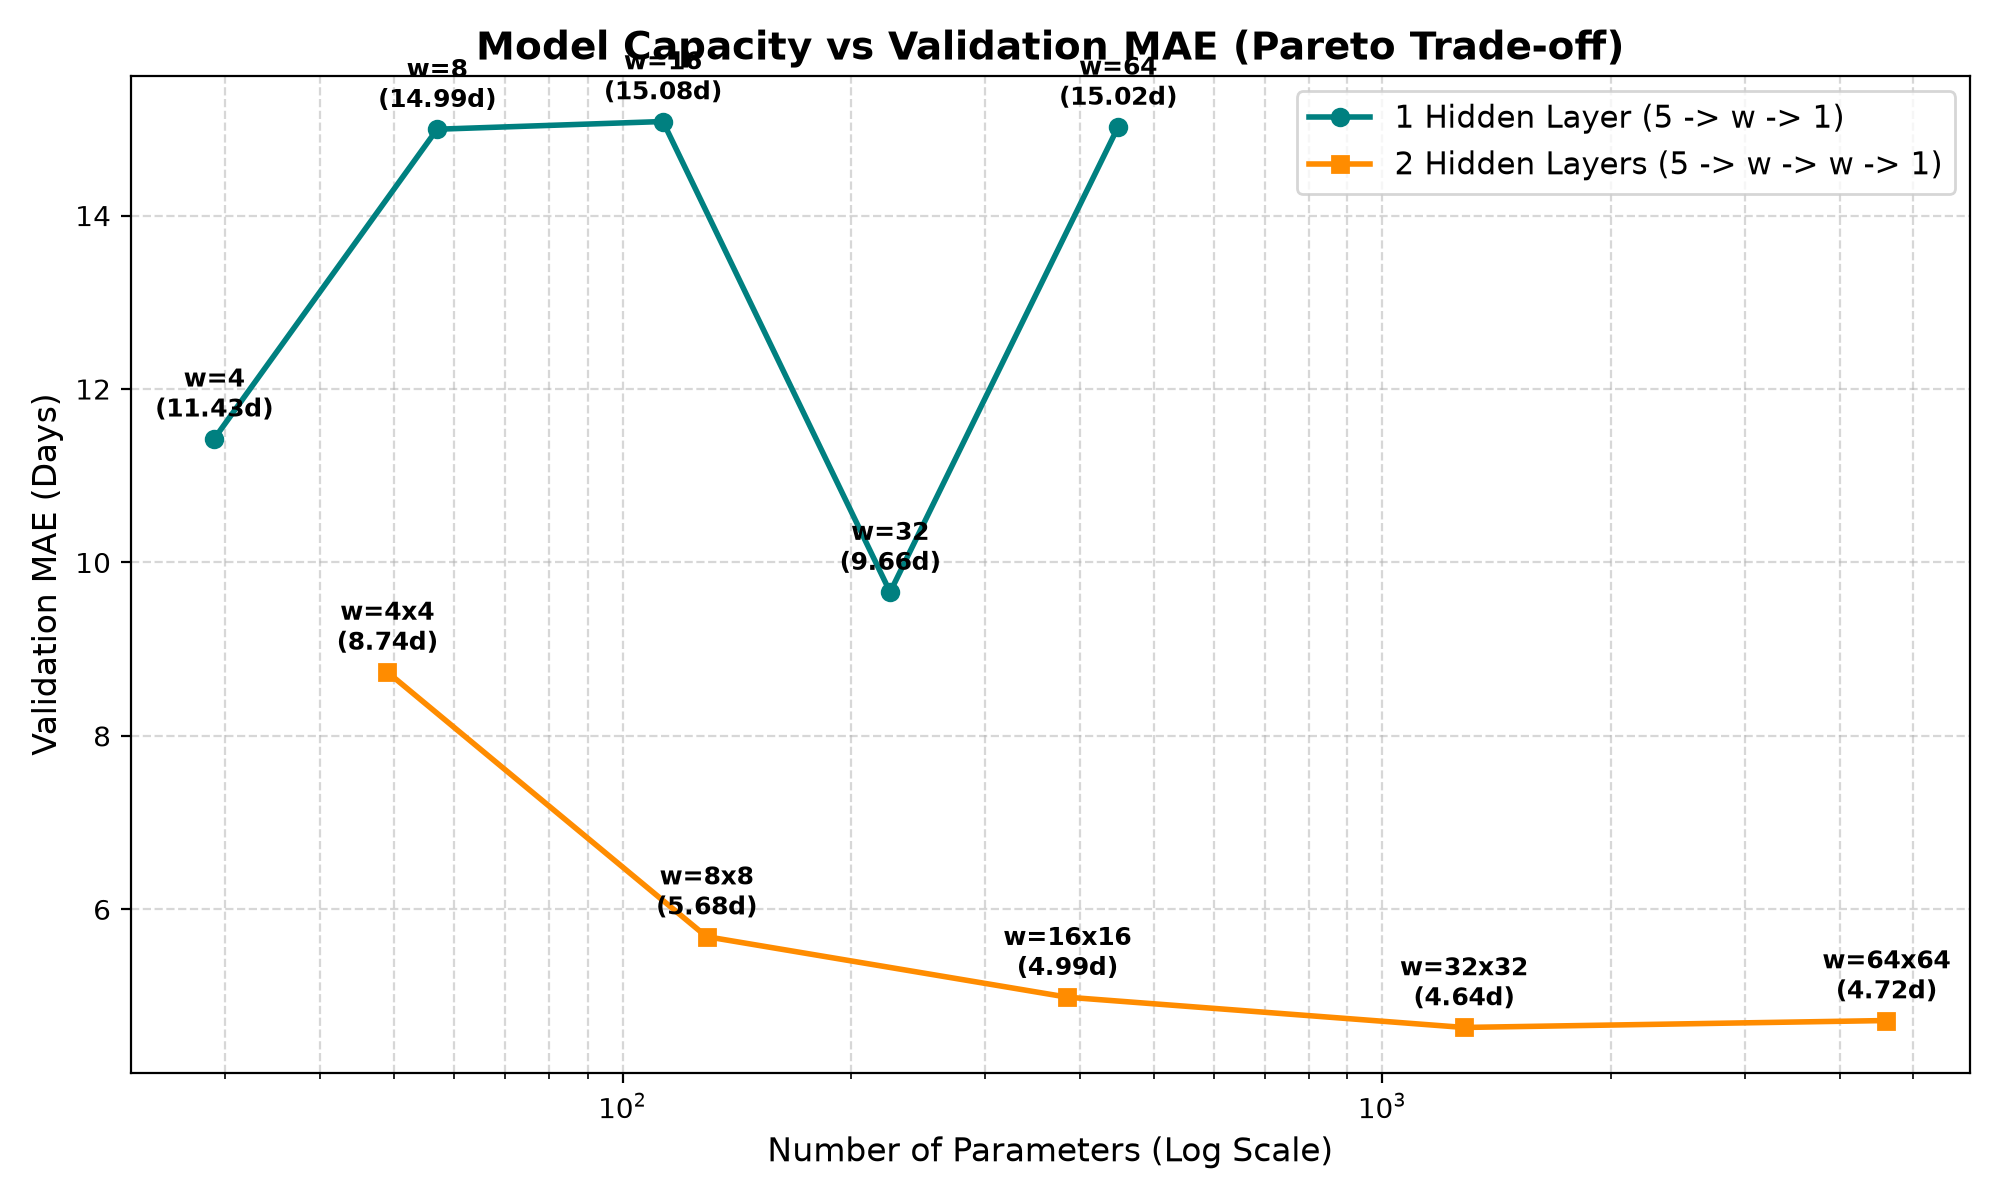 Model Capacity vs Validation MAE (Pareto Trade-off)
w=8
(14.99d)
w=16
(15.08d)
w=64
(15.02d)
1 Hidden Layer (5 -> w -> 1)
2 Hidden Layers (5 -> w -> w -> 1)
w=4
(11.43d)
w=32
(9.66d)
w=4x4
(8.74d)
w=8x8
(5.68d)
w=16x16
(4.99d)
w=32x32
(4.64d)
w=64x64
(4.72d)
Validation MAE (Days)
14
12
10
8
6
10²
10³
Number of Parameters (Log Scale)